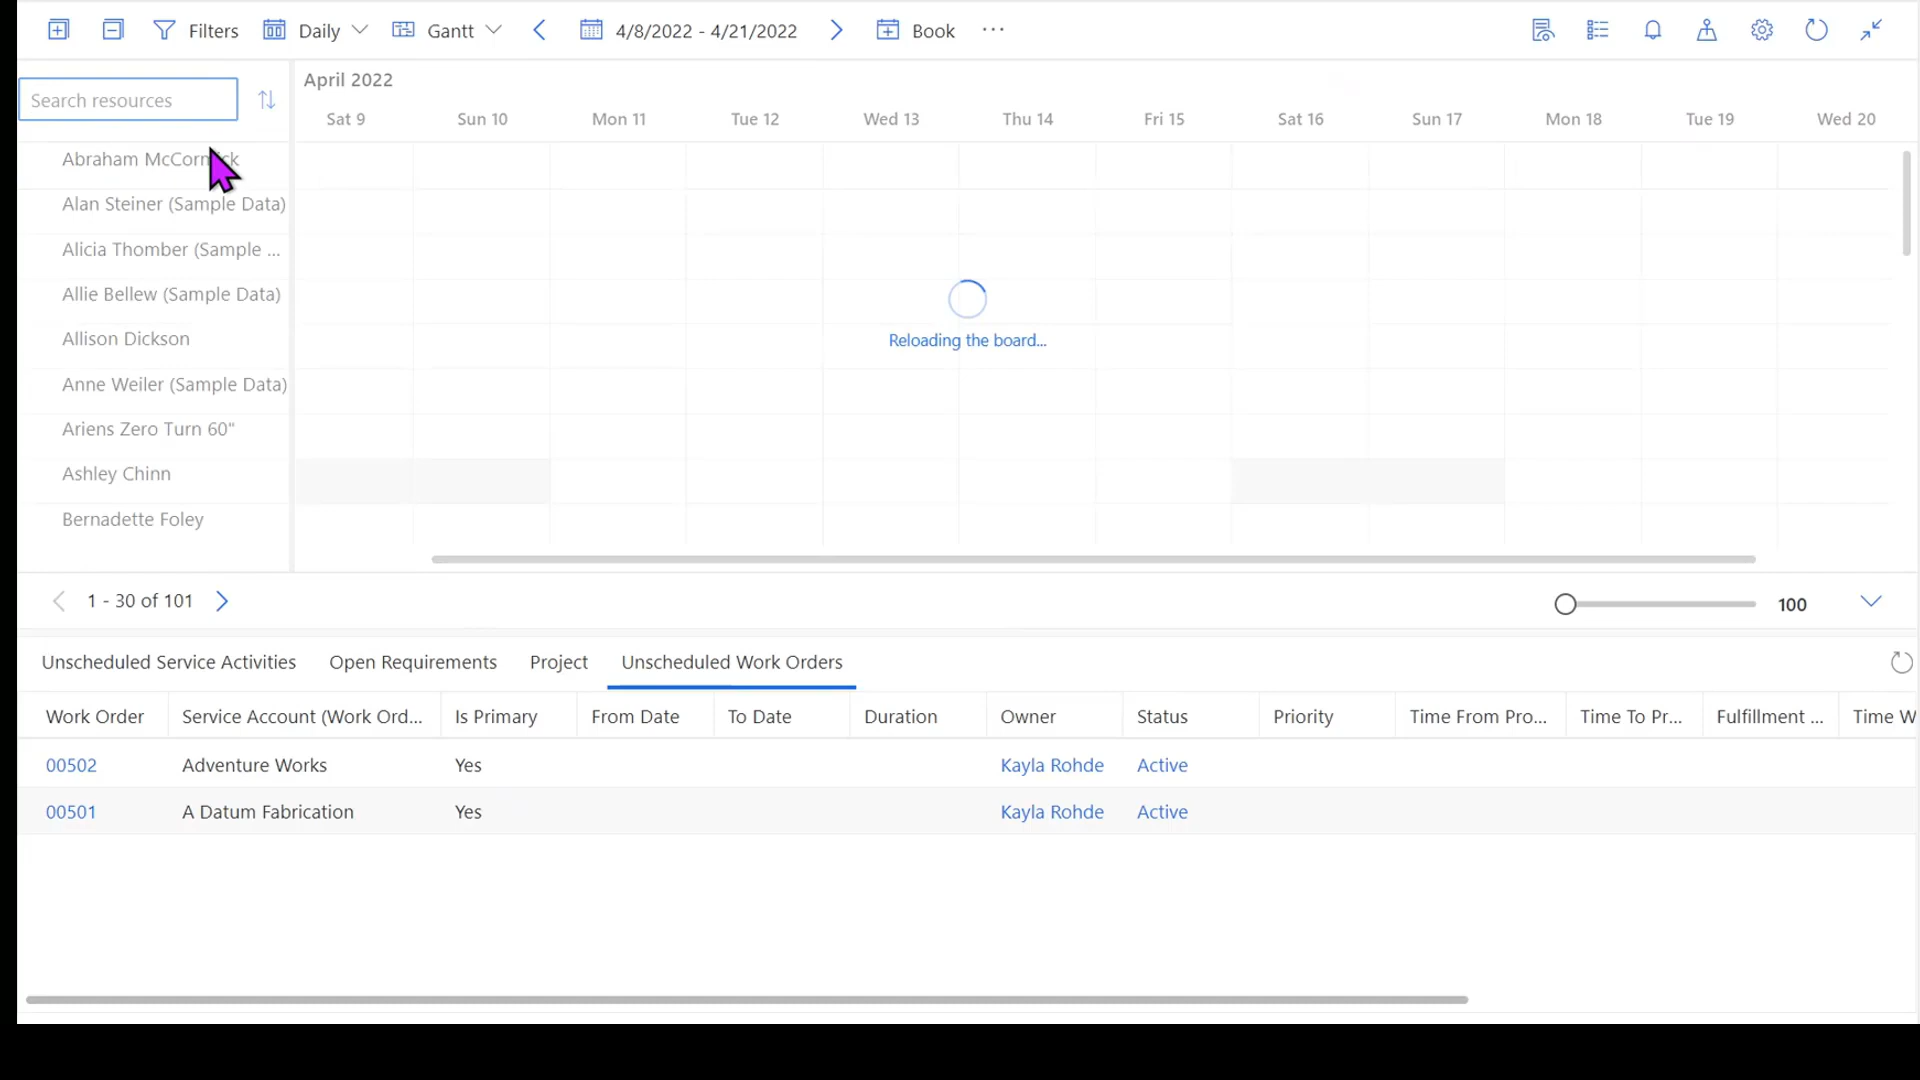 Filters Daily Gantt 4/8/2022 - 4/21/2022 Book ...
Search resources
April 2022
Sat 9 Sun 10 Mon 11 Tue 12 Wed 13 Thu 14 Fri 15 Sat 16 Sun 17 Mon 18 Tue 19 Wed 20
Abraham McCormick
Alan Steiner (Sample Data)
Alicia Thomber (Sample ...
Allie Bellew (Sample Data)
Reloading the board...
Allison Dickson
Anne Weiler (Sample Data)
Ariens Zero Turn 60"
Ashley Chinn
Bernadette Foley
1 - 30 of 101 100
Unscheduled Service Activities Open Requirements Project Unscheduled Work Orders
Work Order Service Account (Work Ord... Is Primary From Date To Date Duration Owner Status Priority Time From Pro... Time To Pr... Fulfillment ... Time W
00502 Adventure Works Yes Kayla Rohde Active
00501 A Datum Fabrication Yes Kayla Rohde Active